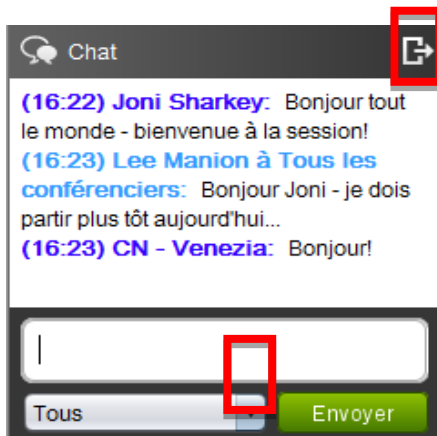 Chat
(16:22) Joni Sharkey: Bonjour tout
le monde - bienvenue à la session!
(16:23) Lee Manion à Tous les
conférenciers: Bonjour Joni - je dois
partir plus tôt aujourd'hui...
(16:23) CN - Venezia: Bonjour!
Tous
Envoyer